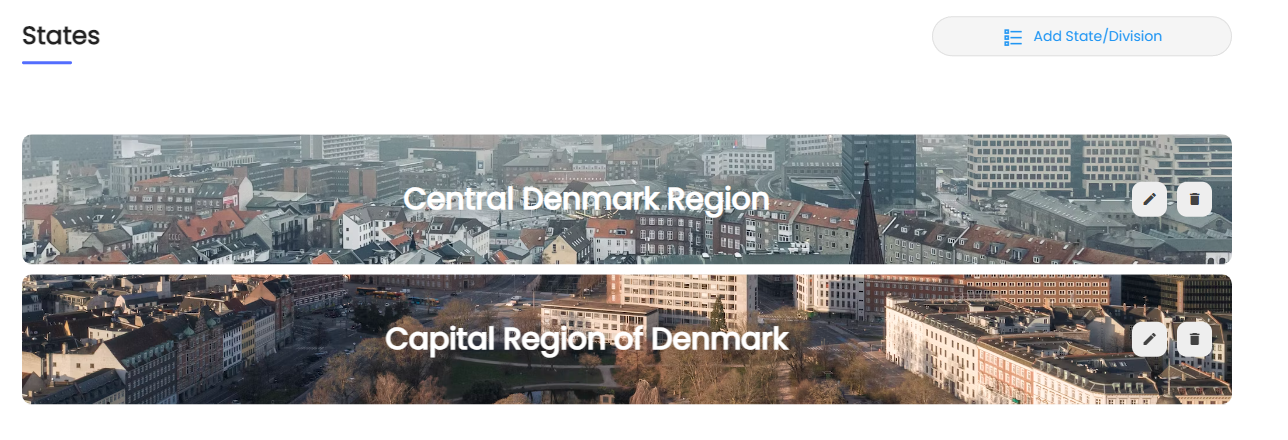 States
Add State/Division
Central Denmark Region
Capital Region of Denmark